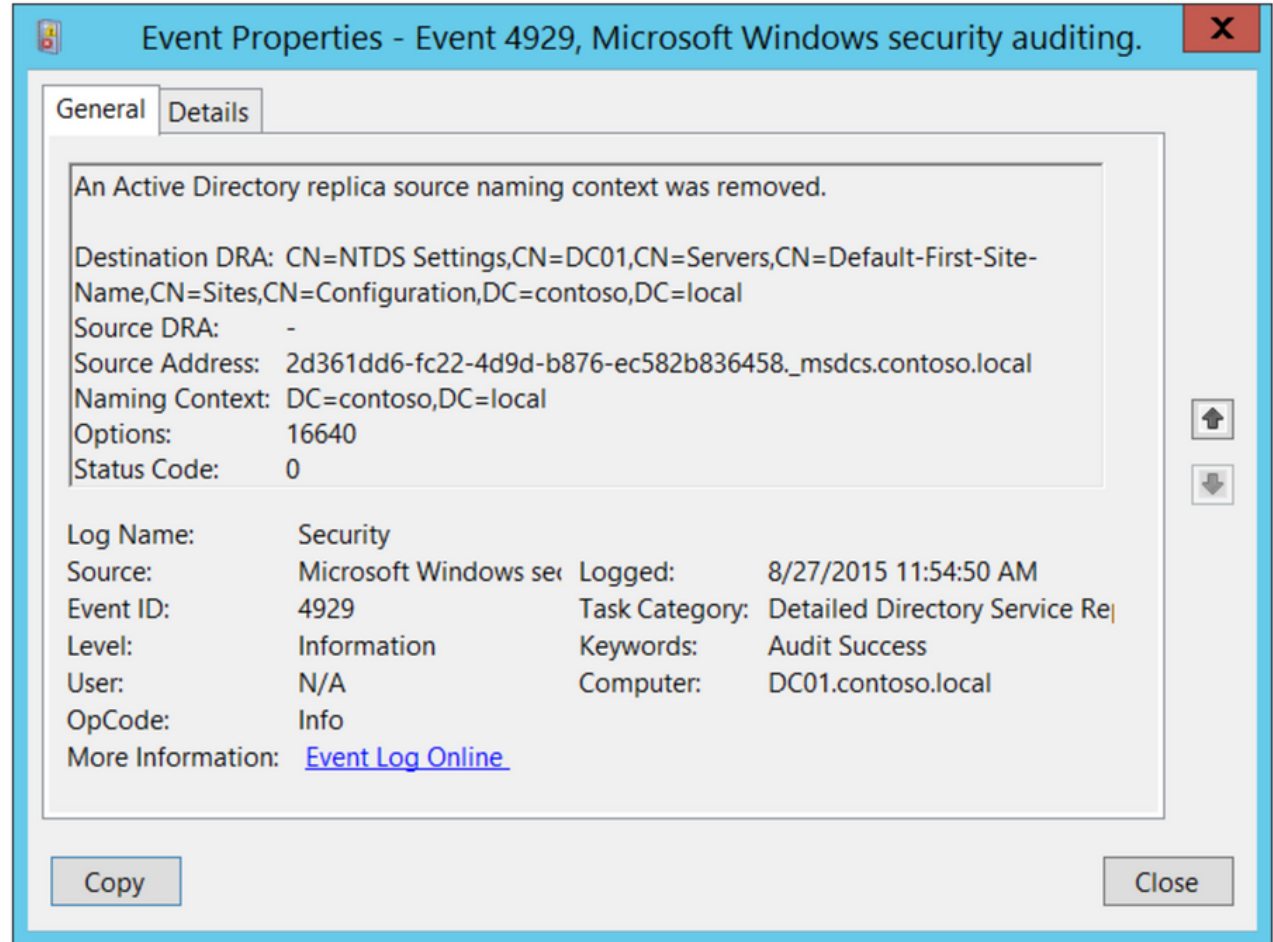 Event Properties - Event 4929, Microsoft Windows security auditing.
X
General Details
An Active Directory replica source naming context was removed.
Destination DRA: CN=NTDS Settings,CN=DC01,CN=Servers,CN=Default-First-Site-
Name,CN=Sites,CN=Configuration,DC=contoso,DC=local
Source DRA: -
Source Address: 2d361dd6-fc22-4d9d-b876-ec582b836458._msdcs.contoso.local
Naming Context: DC=contoso,DC=local
Options: 16640
Status Code: 0
Log Name: Security
Source: Microsoft Windows sec Logged: 8/27/2015 11:54:50 AM
Event ID: 4929 Task Category: Detailed Directory Service Rep
Level: Information Keywords: Audit Success
User: N/A Computer: DC01.contoso.local
OpCode: Info
More Information: Event Log Online
Copy Close